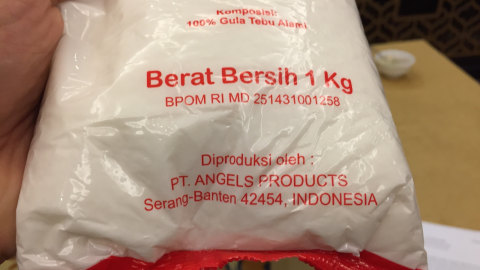 Komposisi:
100% Gula Tebu Alami
Berat Bersih 1 Kg
BPOM RI MD 251431001258
Diproduksi oleh :
PT. ANGELS PRODUCTS
Serang-Banten 42454, INDONESIA